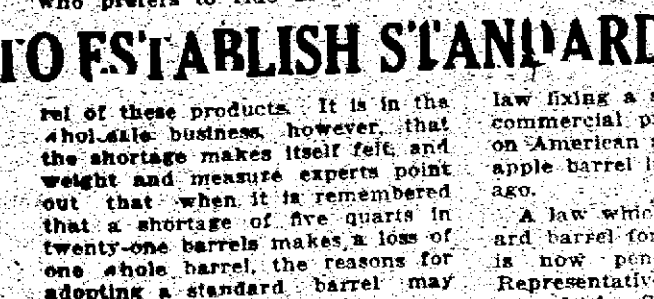 who prefers to
TO ESTABLISH STANDARD
rel of these products. It is in the
wholesale business, however, that
the shortage makes itself felt, and
weight and measure experts point
out that when it is remembered
that a shortage of five quarts in
twenty-one barrels makes a loss of
one whole barrel, the reasons for
adopting a standard barrel may
law fixing a
commercial
on American
apple barrel
ago.
A law
ard barrel for
is now